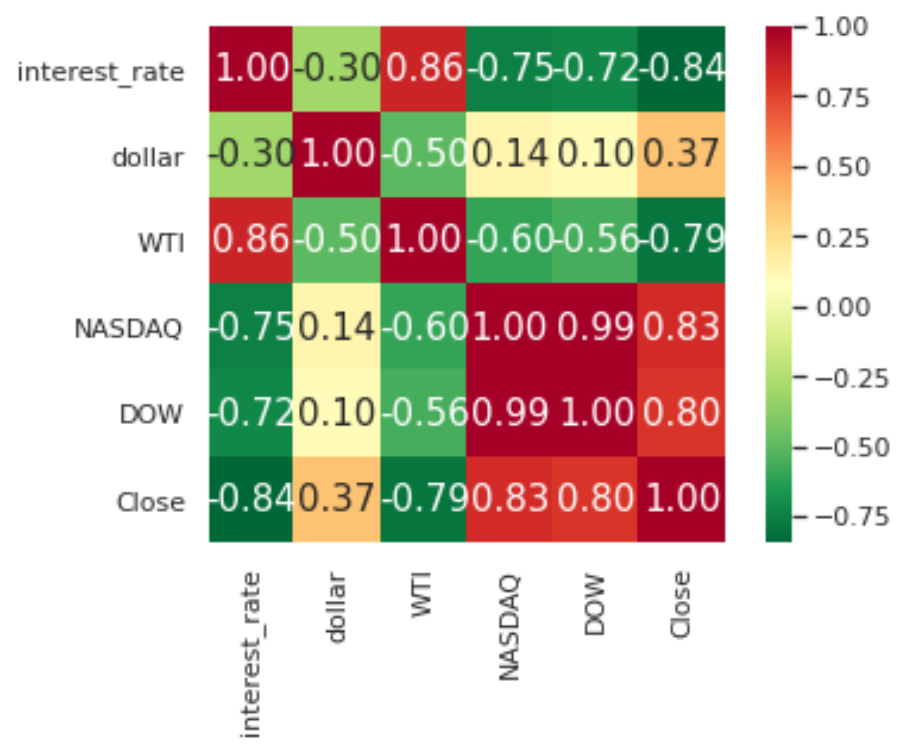 interest_rate 1.00 -0.30 0.86 -0.75 -0.72 -0.84
dollar -0.30 1.00 -0.50 0.14 0.10 0.37
WTI 0.86 -0.50 1.00 -0.60 -0.56 -0.79
NASDAQ -0.75 0.14 -0.60 1.00 0.99 0.83
DOW -0.72 0.10 -0.56 0.99 1.00 0.80
Close -0.84 0.37 -0.79 0.83 0.80 1.00
interest_rate dollar WTI NASDAQ DOW Close
1.00
0.75
0.50
0.25
0.00
−0.25
−0.50
−0.75